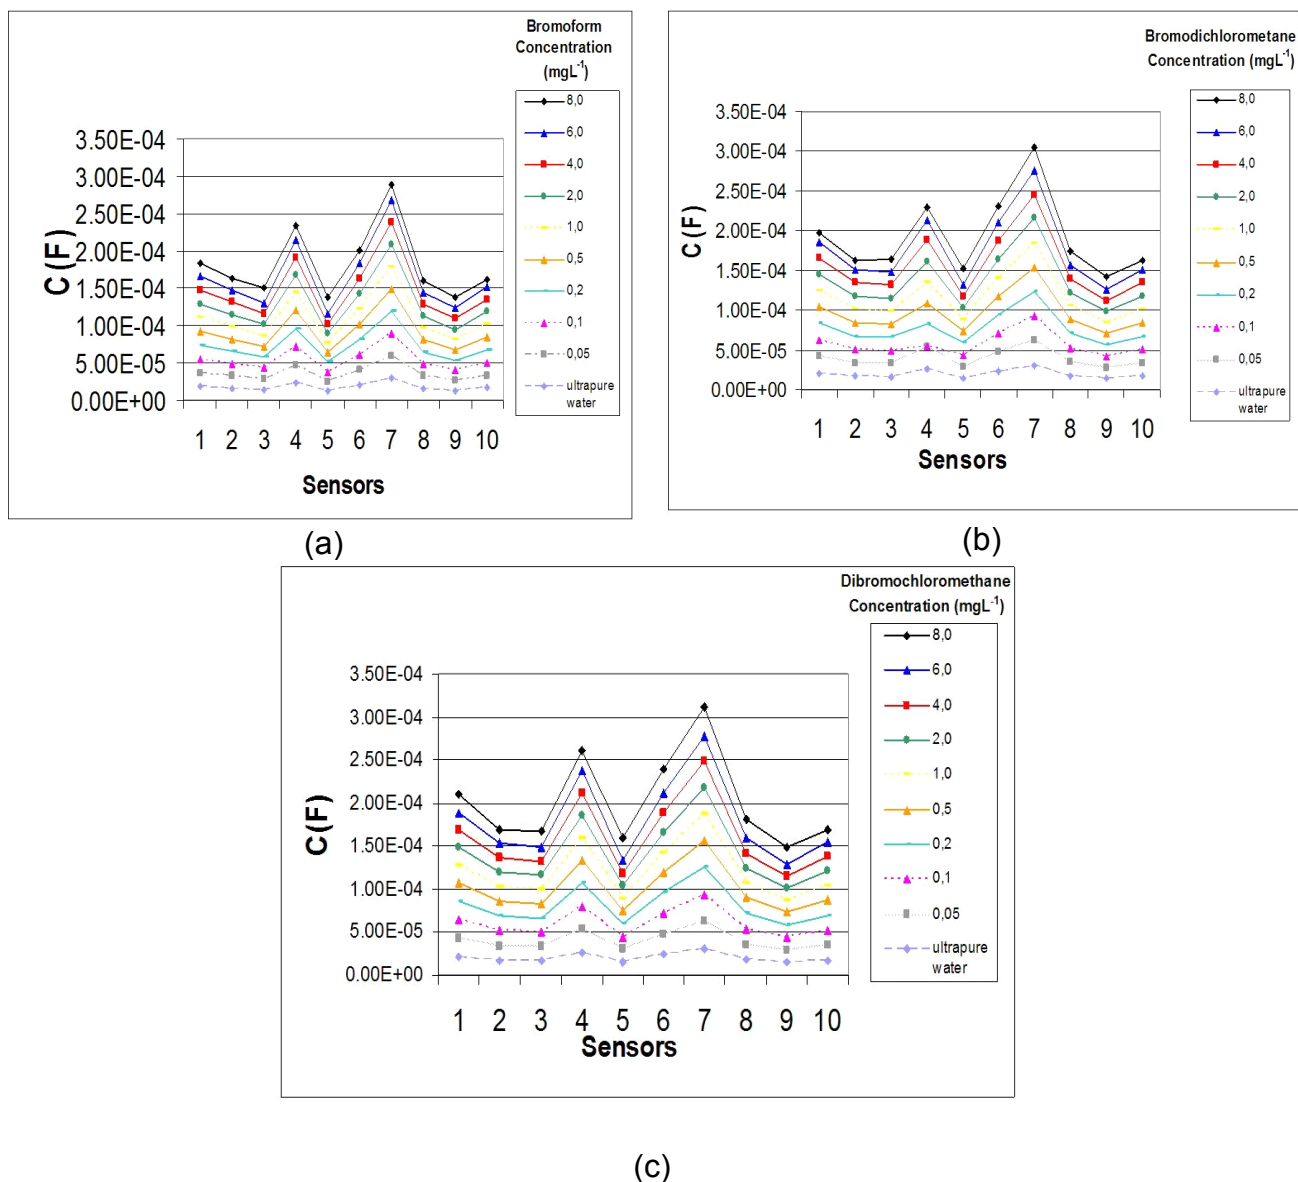 Bromoform
Concentration
(mgL-1)
8,0
6,0
4,0
2,0
1,0
0,5
0,2
0,1
0,05
ultrapure
water
3.50E-04
3.00E-04
2.50E-04
2.00E-04
1.50E-04
1.00E-04
5.00E-05
0.00E+00
C (F)
1 2 3 4 5 6 7 8 9 10
Sensors
(a)
Bromodichlorometane
Concentration (mgL-1)
8,0
6,0
4,0
2,0
1,0
0,5
0,2
0,1
0,05
ultrapure
water
3.50E-04
3.00E-04
2.50E-04
2.00E-04
1.50E-04
1.00E-04
5.00E-05
0.00E+00
C (F)
1 2 3 4 5 6 7 8 9 10
Sensors
(b)
Dibromochloromethane
Concentration (mgL-1)
8,0
6,0
4,0
2,0
1,0
0,5
0,2
0,1
0,05
ultrapure
water
3.50E-04
3.00E-04
2.50E-04
2.00E-04
1.50E-04
1.00E-04
5.00E-05
0.00E+00
C (F)
1 2 3 4 5 6 7 8 9 10
Sensors
(c)